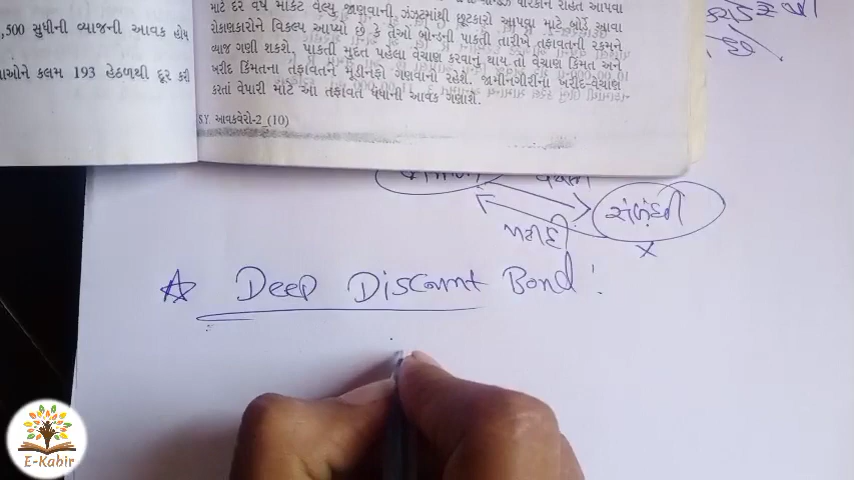 ,500 સુધીની વ્યાજની આવક હોય
કલમ 193 હેઠળથી દૂર કરી
માટે દર વર્ષે માર્કેટ વેલ્યુ જાણવાની ઝંઝટમાંથી છૂટકારો આપવા માટે બોર્ડે આવા
રોકાણકારોને વિકલ્પ આપ્યો છે કે તેઓ બોન્ડની પાકતી તારીખે તફાવતની રકમને
વ્યાજ ગણી શકશે. પાકતી મુદત પહેલા વેચાણ કરવાનું થાય તો વેચાણ કિંમત અને
ખરીદ કિંમતના તફાવતને મૂડીનફો ગણવાનો રહેશે. જામીનગીરીના ખરીદ-વેચાણ
કરતાં વેપારી માટે આ તફાવત ધંધાની આવક ગણાશે.
S.Y. આવકવેરો-2 (10)
સંબંધી
ખરીદી
x
☆ Deep Discount Bond :
E-Kabir